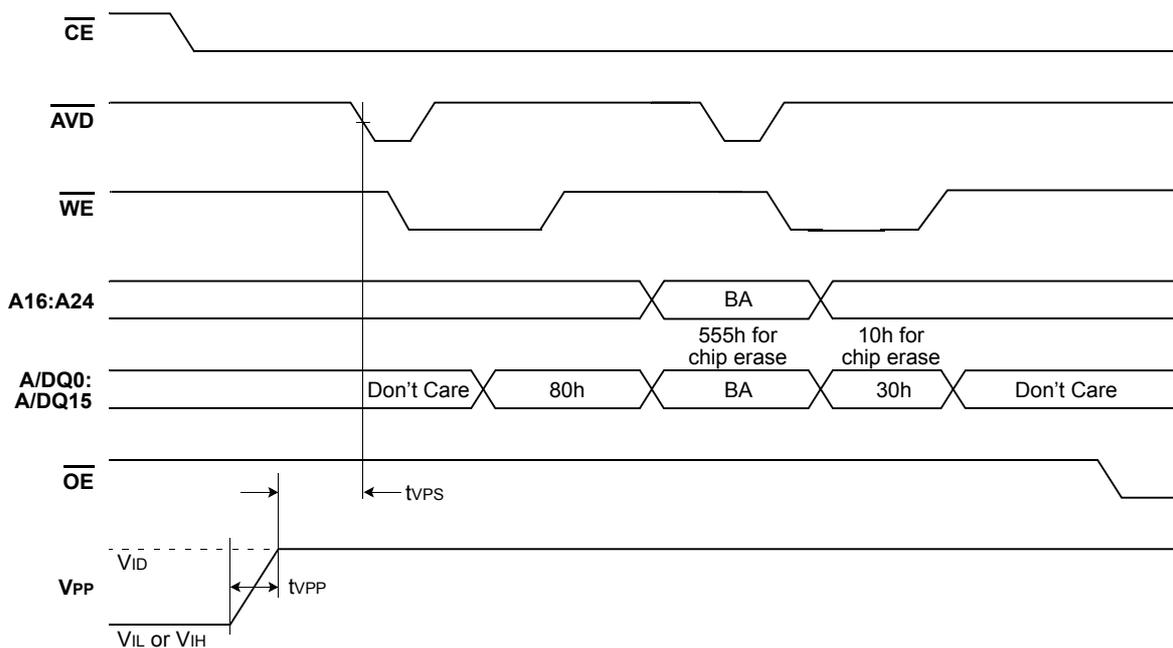 CE
AVD
WE
A16:A24
BA
555h for
chip erase
10h for
chip erase
A/DQ0:
A/DQ15
Don’t Care
80h
BA
30h
Don’t Care
OE
tVPS
VID
VPP
tVPP
VIL or VIH